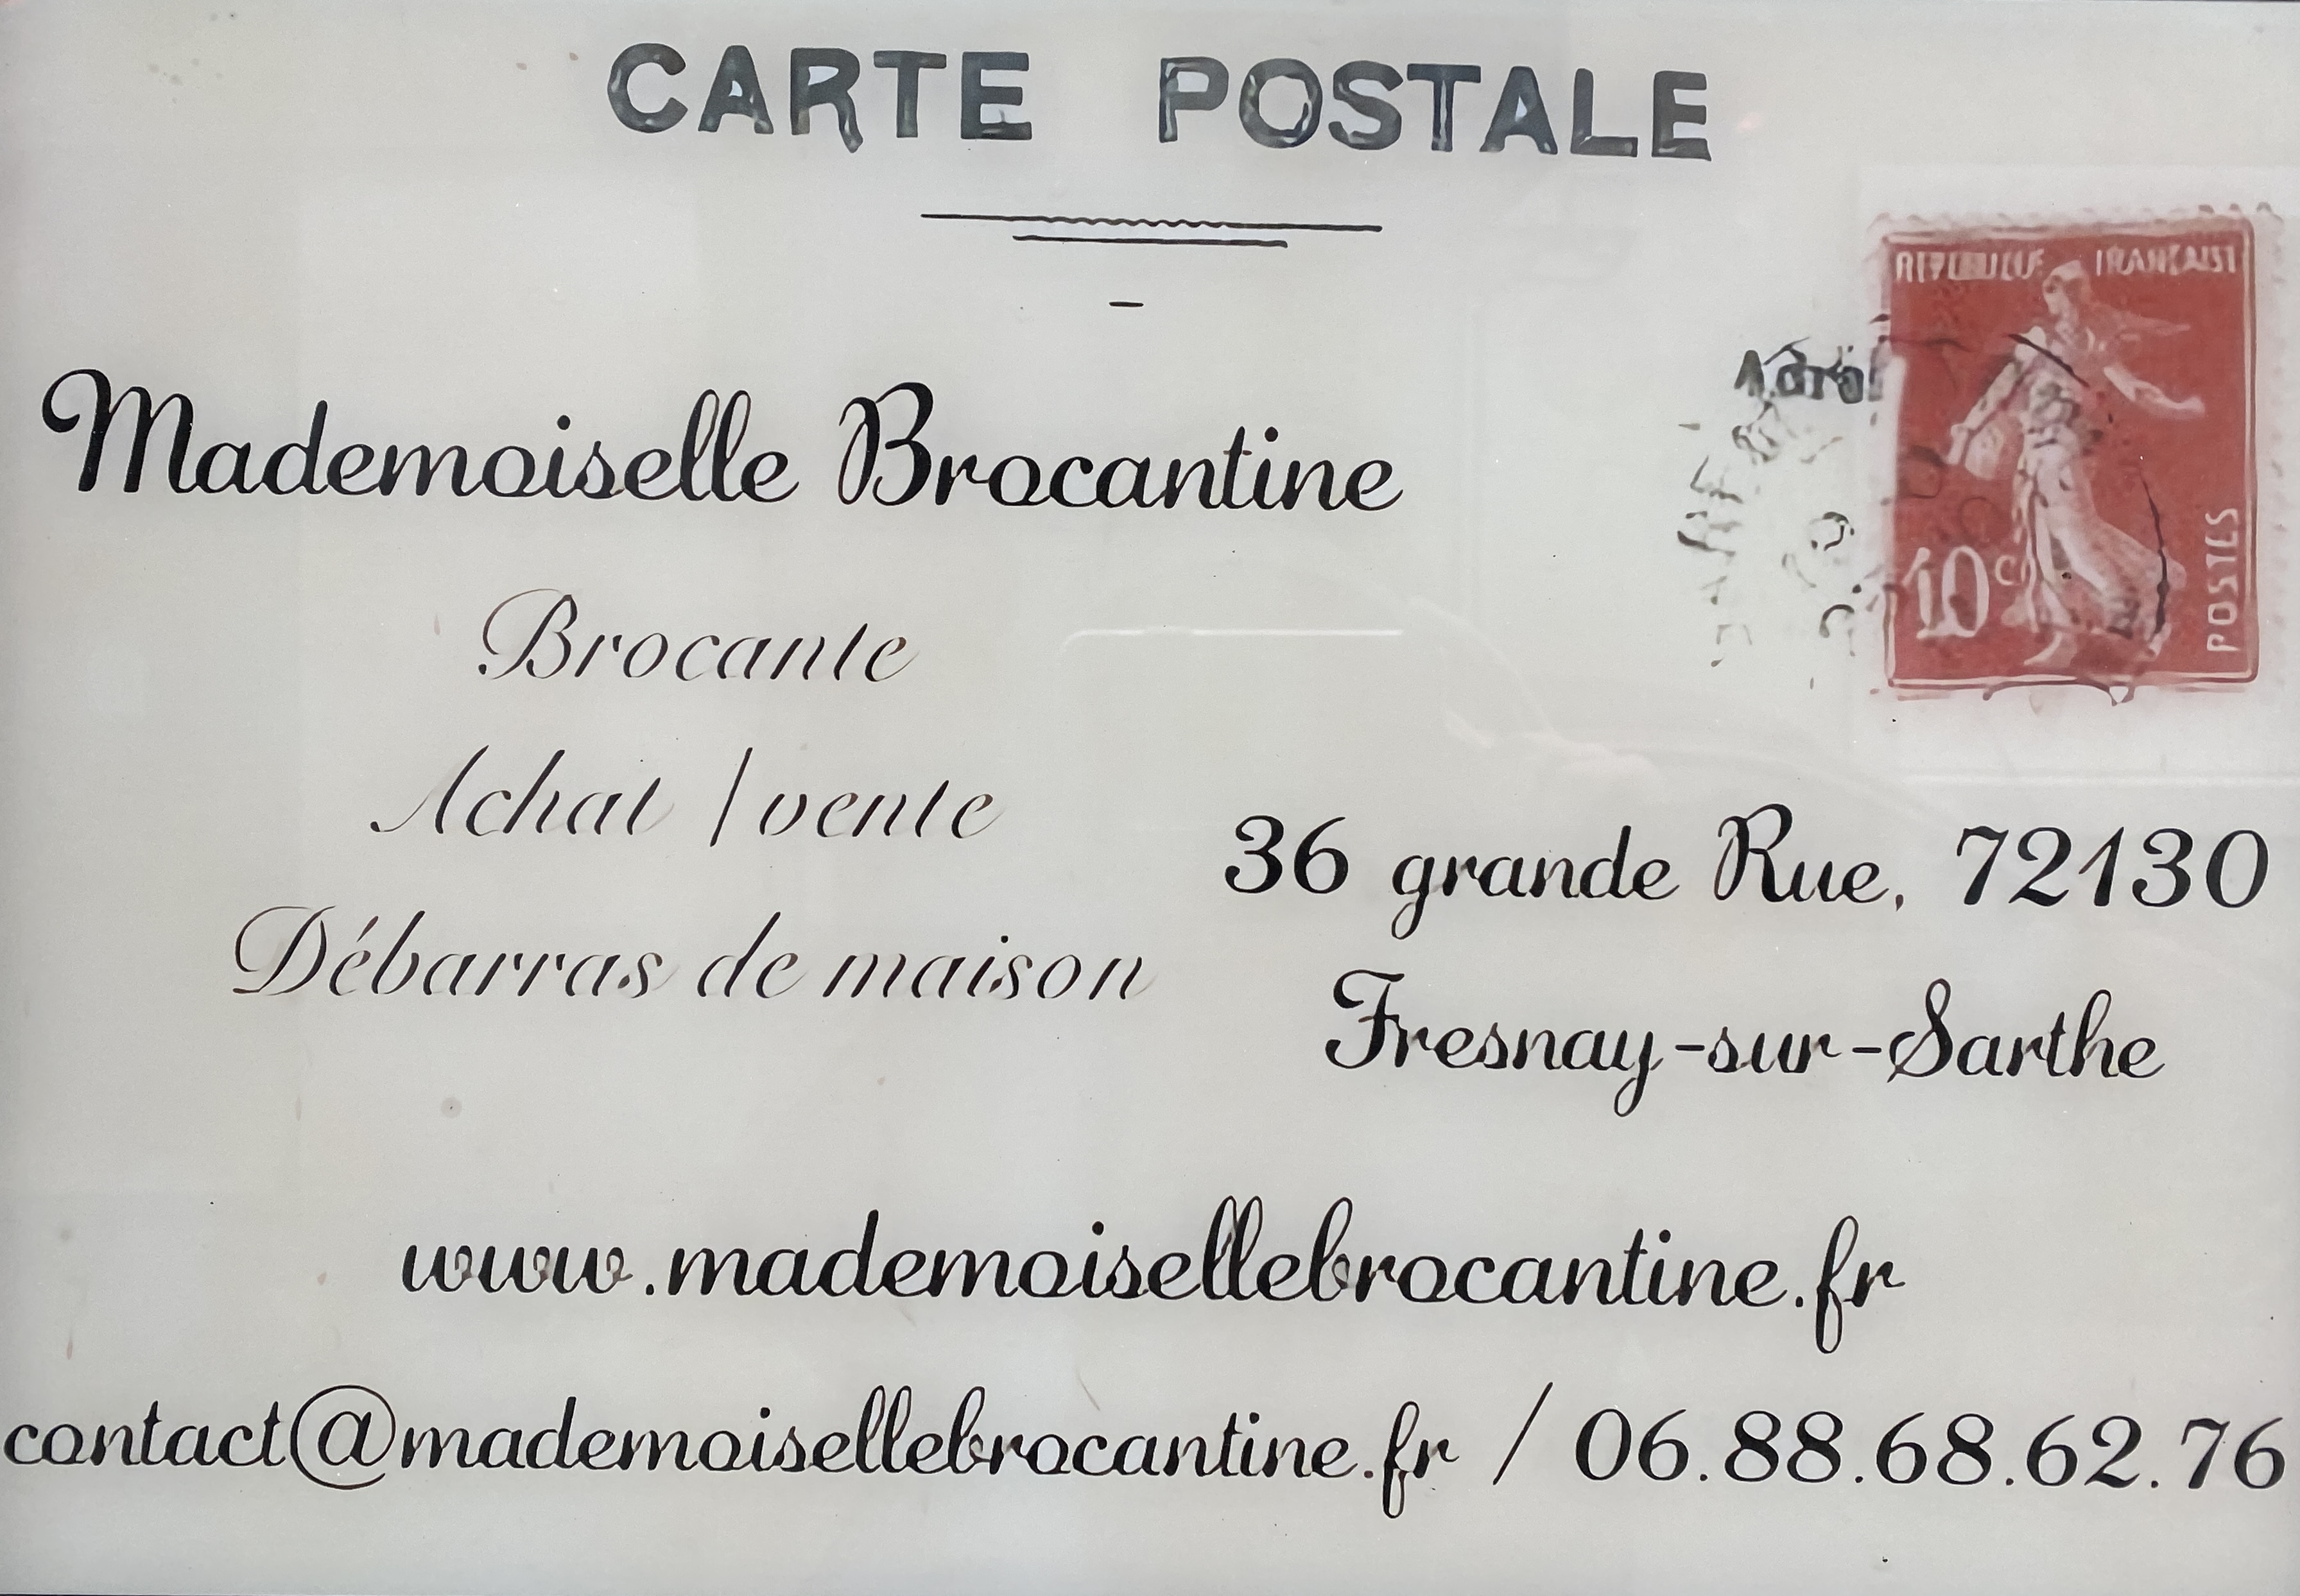 CARTE POSTALE
REPUBLIQUE FRANCAISE
Mademoiselle Brocantine
10c
POSTES
Brocante
Achat / vente
Débarras de maison
36 grande Rue, 72130
Fresnay-sur-Sarthe
www.mademoisellebrocantine.fr
contact@mademoisellebrocantine.fr / 06.88.68.62.76